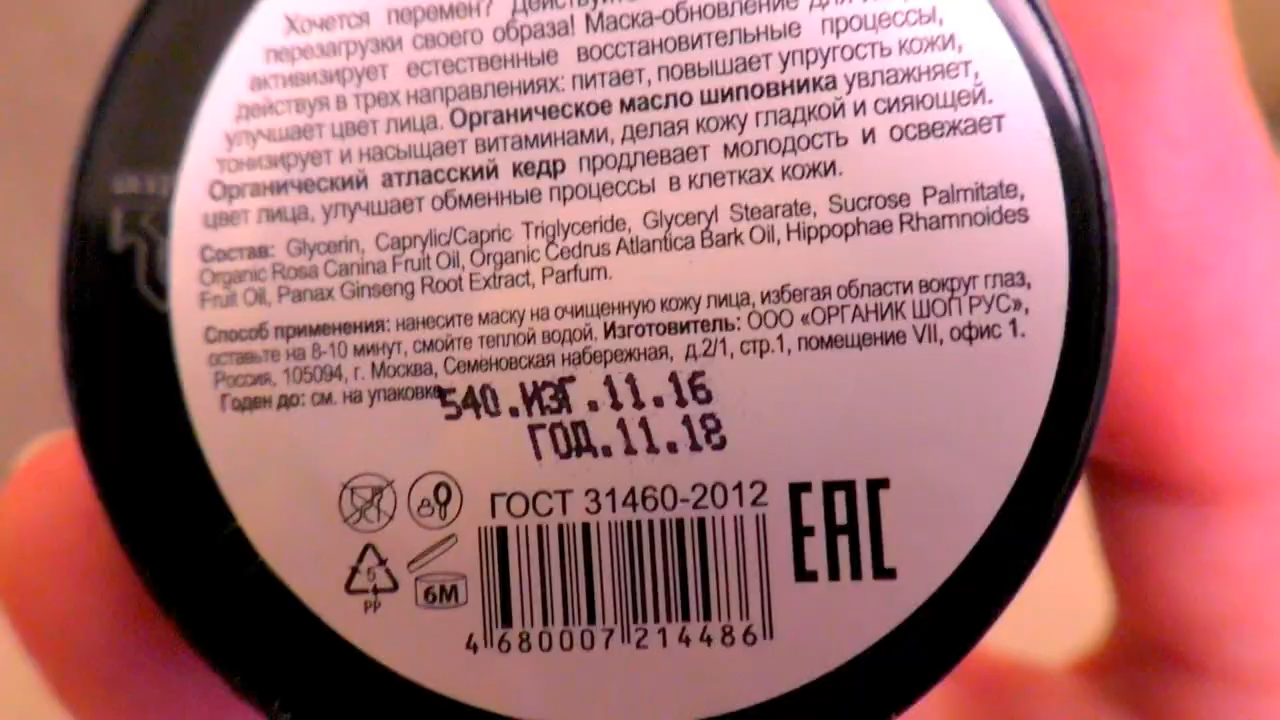 Хочется перемен?
перезагрузки своего образа! Маска-обновление для
активизирует естественные восстановительные процессы,
действуя в трех направлениях: питает, повышает упругость кожи,
улучшает цвет лица. Органическое масло шиповника увлажняет,
тонизирует и насыщает витаминами, делая кожу гладкой и сияющей.
Органический атласский кедр продлевает молодость и освежает
цвет лица, улучшает обменные процессы в клетках кожи.
Состав: Glycerin, Caprylic/Capric Triglyceride, Glyceryl Stearate, Sucrose Palmitate,
Organic Rosa Canina Fruit Oil, Organic Cedrus Atlantica Bark Oil, Hippophae Rhamnoides
Fruit Oil, Panax Ginseng Root Extract, Parfum.
Способ применения: нанесите маску на очищенную кожу лица, избегая области вокруг глаз,
оставьте на 8-10 минут, смойте теплой водой. Изготовитель: ООО «ОРГАНИК ШОП РУС»,
Россия, 105094, г. Москва, Семеновская набережная, д.2/1, стр.1, помещение VII, офис 1.
Годен до: см. на упаковке
540.ИЗГ.11.16
ГОД.11.18
ГОСТ 31460-2012
EAC
5
PP
6M
4 680007 214486